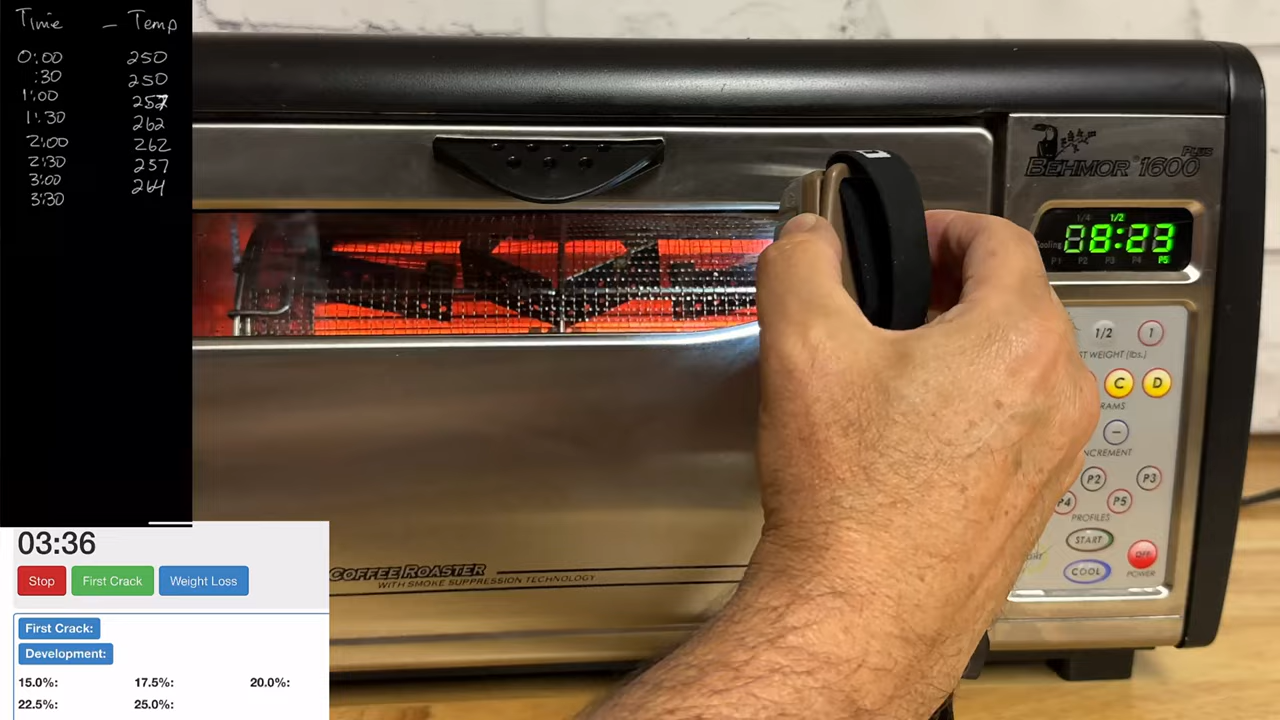 Time - Temp
0:00 250
:30 250
1:00 257
1:30 262
2:00 262
2:30 257
3:00 264
3:30
BEHMOR 1600 PLUS
1/4 1/2
Cooling 08:23
P1 P2 P3 P4 P5
1/2 1
C D
INCREMENT
P2 P3
P4 P5
PROFILES
START
OFF
COOL
POWER
COFFEE ROASTER
WITH SMOKE SUPPRESSION TECHNOLOGY
03:36
Stop First Crack Weight Loss
First Crack:
Development:
15.0%: 17.5%: 20.0%:
22.5%: 25.0%: